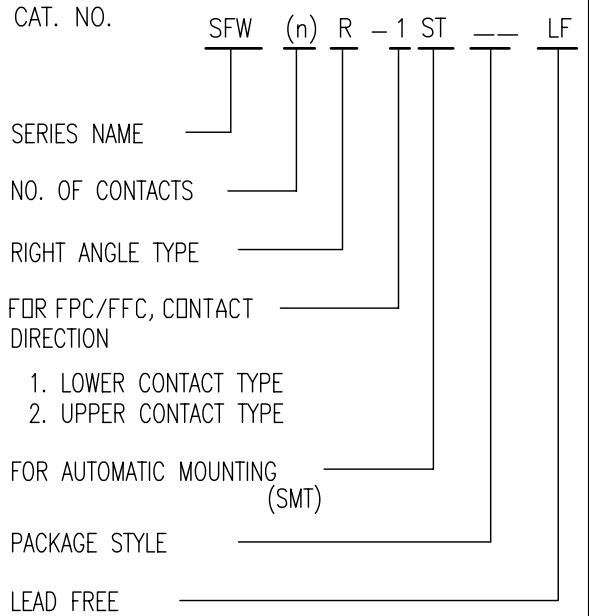 CAT. NO.
SFW (n) R - 1 ST __ LF
SERIES NAME
NO. OF CONTACTS
RIGHT ANGLE TYPE
FOR FPC/FFC, CONTACT
DIRECTION
1. LOWER CONTACT TYPE
2. UPPER CONTACT TYPE
FOR AUTOMATIC MOUNTING
(SMT)
PACKAGE STYLE
LEAD FREE